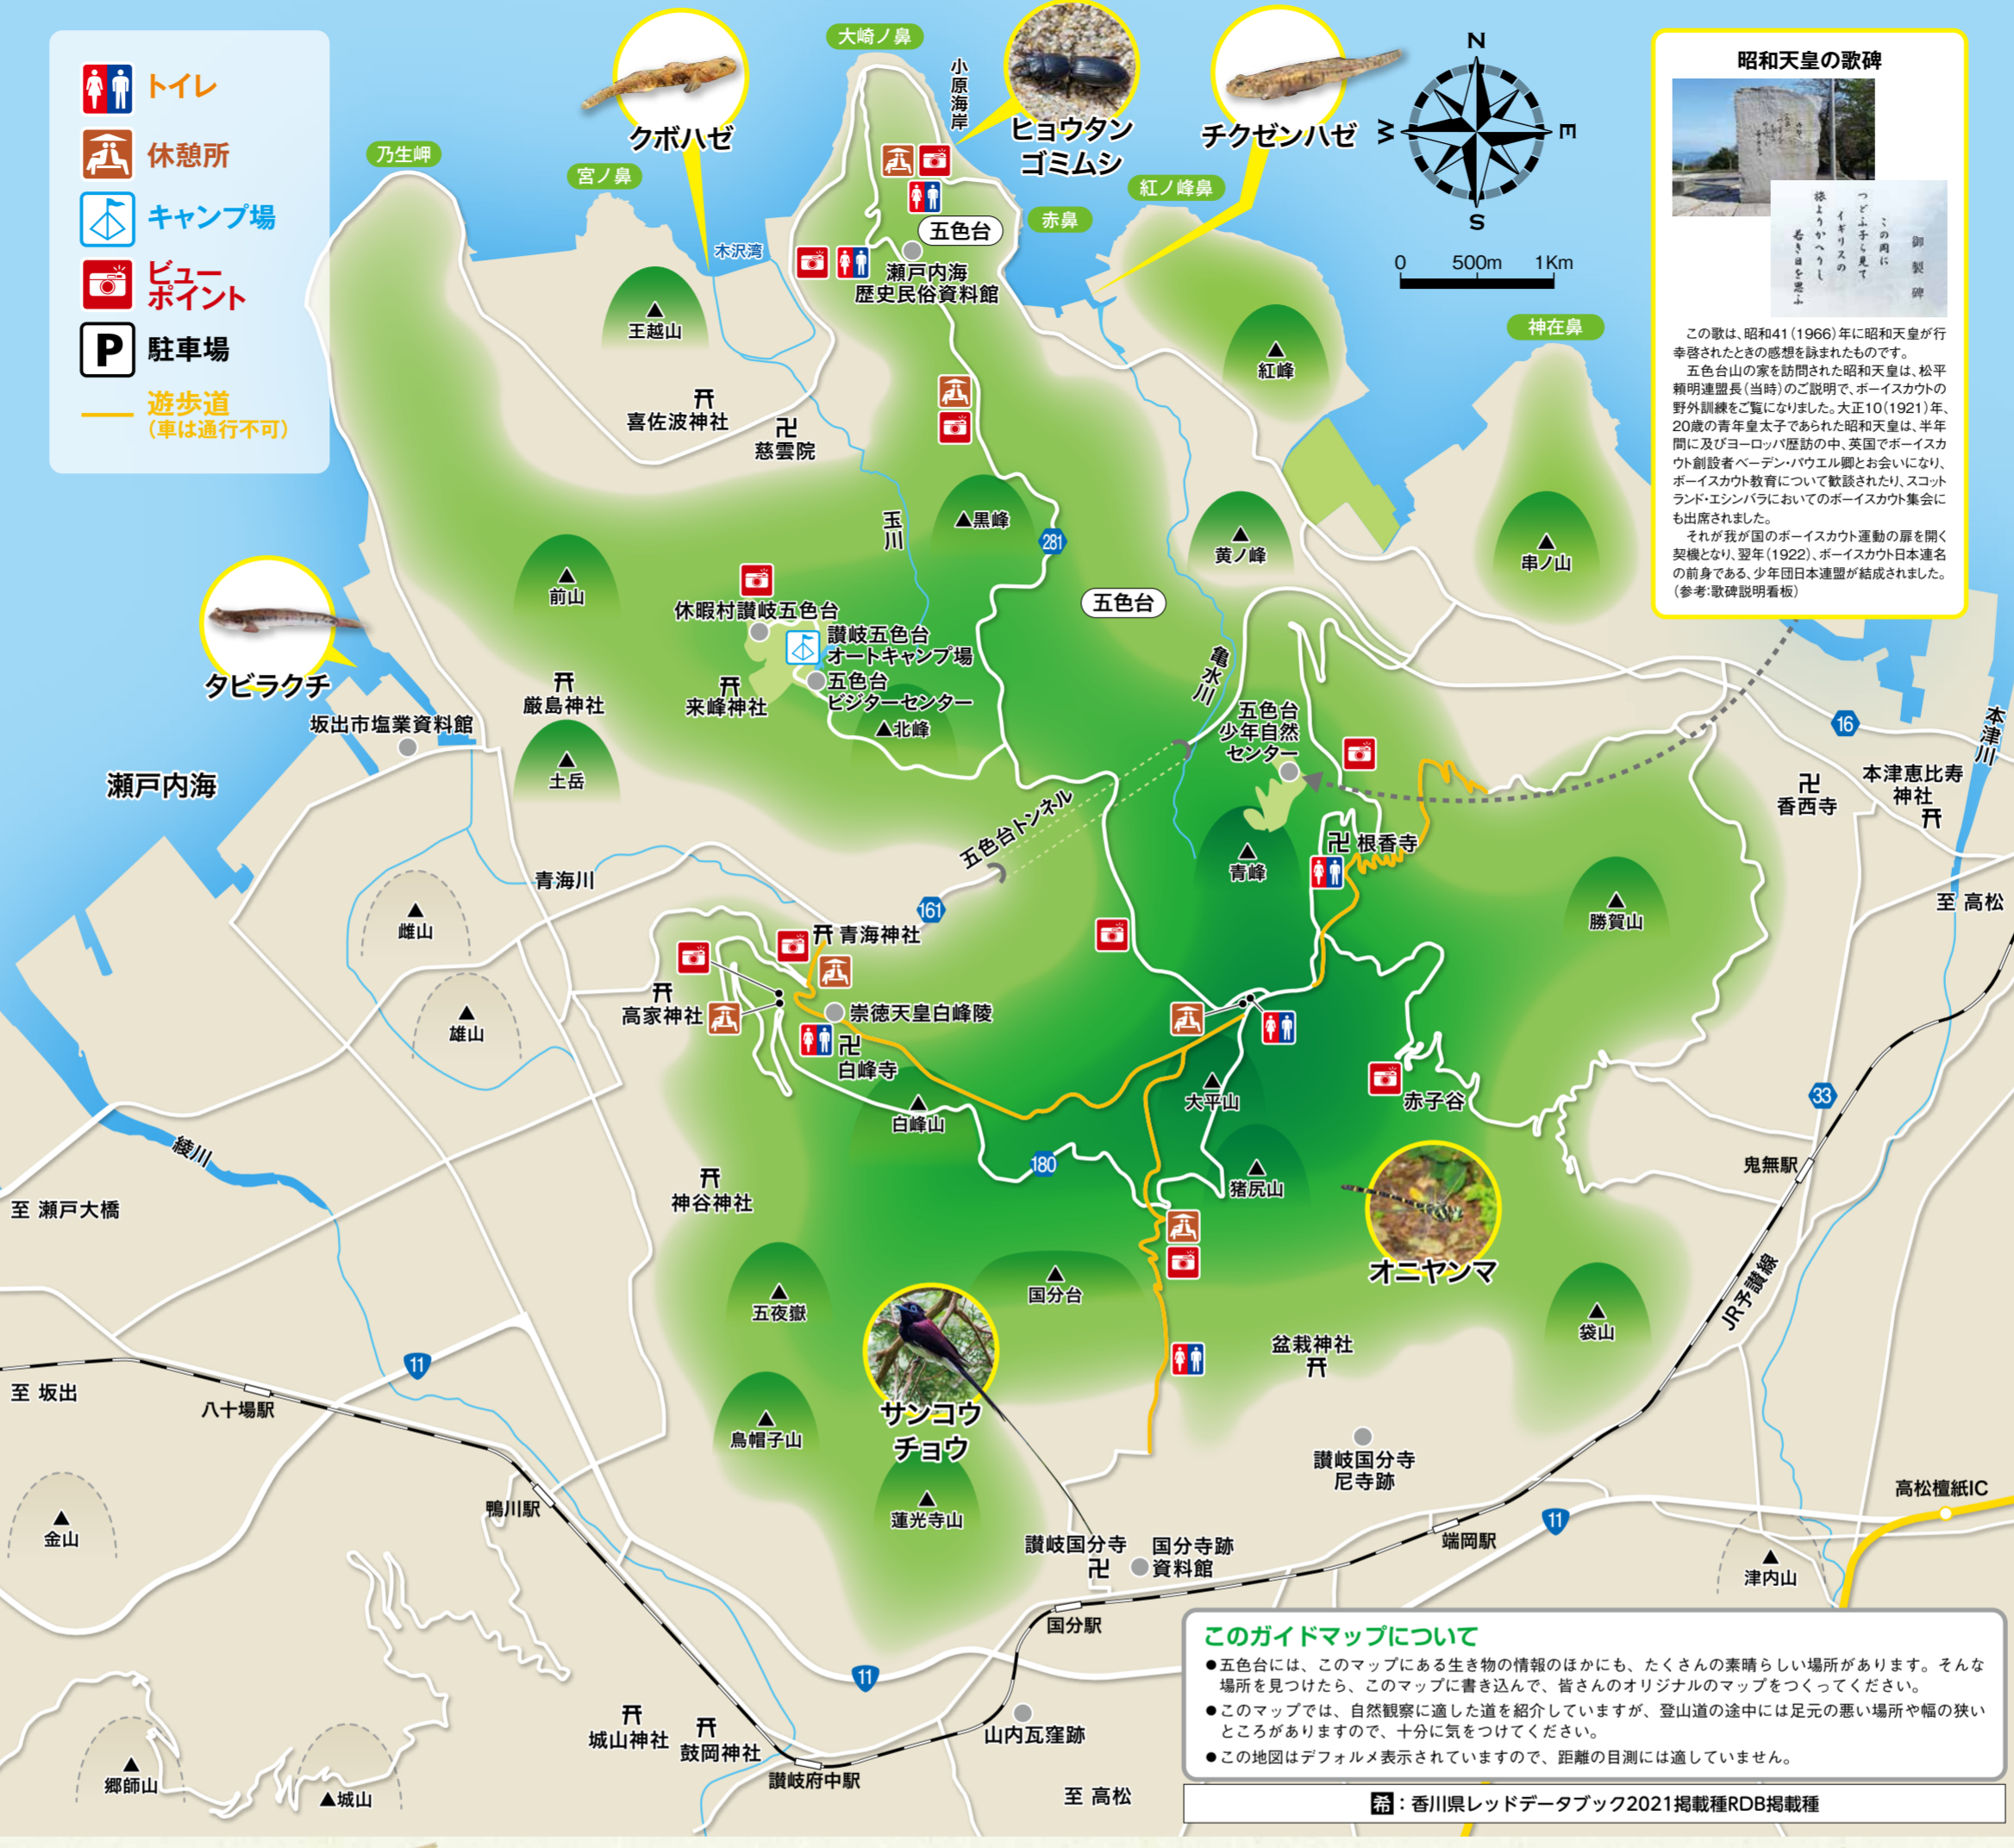 トイレ
休憩所
キャンプ場
ビュー
ポイント
P
駐車場
遊歩道
(車は通行不可)
大崎ノ鼻
小原海岸
クボハゼ
ヒョウタン
ゴミムシ
チクゼンハゼ
N
E
S
W
0 500m 1Km
乃生岬
宮ノ鼻
紅ノ峰鼻
赤鼻
神在鼻
木沢湾
五色台
瀬戸内海
歴史民俗資料館
王越山
喜佐波神社
慈雲院
紅峰
昭和天皇の歌碑
御製碑
この岡に
つどふ子ら見て
イギリスの
旅よりかへりし
若き日を思ふ
この歌は、昭和41(1966)年に昭和天皇が行
幸啓されたときの感想を詠まれたものです。
五色台山の家を訪問された昭和天皇は、松平
頼明連盟長(当時)のご説明で、ボーイスカウトの
野外訓練をご覧になりました。大正10(1921)年、
20歳の青年皇太子であられた昭和天皇は、半年
間に及びヨーロッパ歴訪の中、英国でボーイスカ
ウト創設者ベーデン・パウエル卿とお会いになり、
ボーイスカウト教育について歓談されたり、スコット
ランド・エジンバラにおいてのボーイスカウト集会に
も出席されました。
それが我が国のボーイスカウト運動の扉を開く
契機となり、翌年(1922)、ボーイスカウト日本連名
の前身である、少年団日本連盟が結成されました。
(参考:歌碑説明看板)
玉川
黒峰
281
黄ノ峰
串ノ山
前山
休暇村讃岐五色台
讃岐五色台
オートキャンプ場
五色台
ビジターセンター
北峰
五色台
亀水川
タビラクチ
坂出市塩業資料館
厳島神社
来峰神社
土岳
瀬戸内海
五色台
少年自然
センター
16
本津川
香西寺
本津恵比寿
神社
五色台トンネル
根香寺
青峰
勝賀山
至 高松
青海川
161
雌山
雄山
青海神社
高家神社
崇徳天皇白峰陵
白峰寺
白峰山
大平山
赤子谷
33
鬼無駅
綾川
至 瀬戸大橋
神谷神社
180
猪尻山
オニヤンマ
JR予讃線
五夜嶽
国分台
袋山
盆栽神社
11
至 坂出
八十場駅
サンコウ
チョウ
烏帽子山
蓮光寺山
讃岐国分寺
尼寺跡
高松檀紙IC
金山
鴨川駅
讃岐国分寺
国分寺跡
資料館
端岡駅
11
津内山
国分駅
11
城山神社
鼓岡神社
山内瓦窪跡
讃岐府中駅
至 高松
郷師山
城山
このガイドマップについて
●五色台には、このマップにある生き物の情報のほかにも、たくさんの素晴らしい場所があります。そんな
場所を見つけたら、このマップに書き込んで、皆さんのオリジナルのマップをつくってください。
●このマップでは、自然観察に適した道を紹介していますが、登山道の途中には足元の悪い場所や幅の狭い
ところがありますので、十分に気をつけてください。
●この地図はデフォルメ表示されていますので、距離の目測には適していません。
希:香川県レッドデータブック2021掲載種RDB掲載種